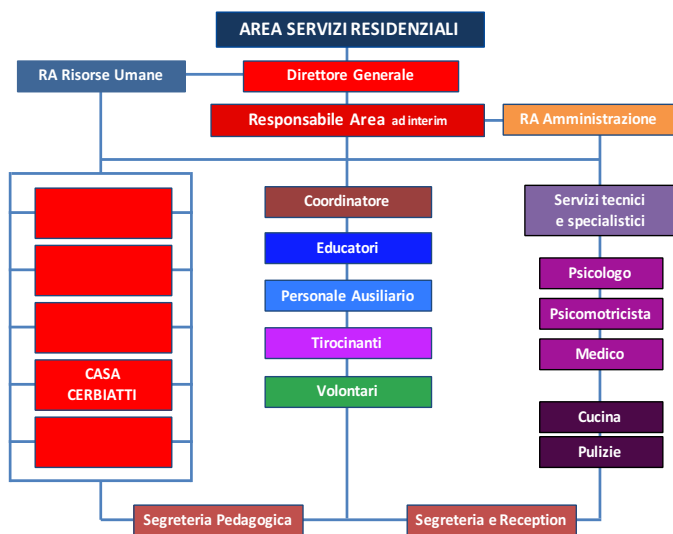 AREA SERVIZI RESIDENZIALI
RA Risorse Umane
Direttore Generale
Responsabile Area ad interim
RA Amministrazione
Coordinatore
Servizi tecnici
e specialistici
Educatori
Psicologo
Personale Ausiliario
Psicomotricista
Tirocinanti
Medico
CASA
CERBIATTI
Volontari
Cucina
Pulizie
Segreteria Pedagogica
Segreteria e Reception